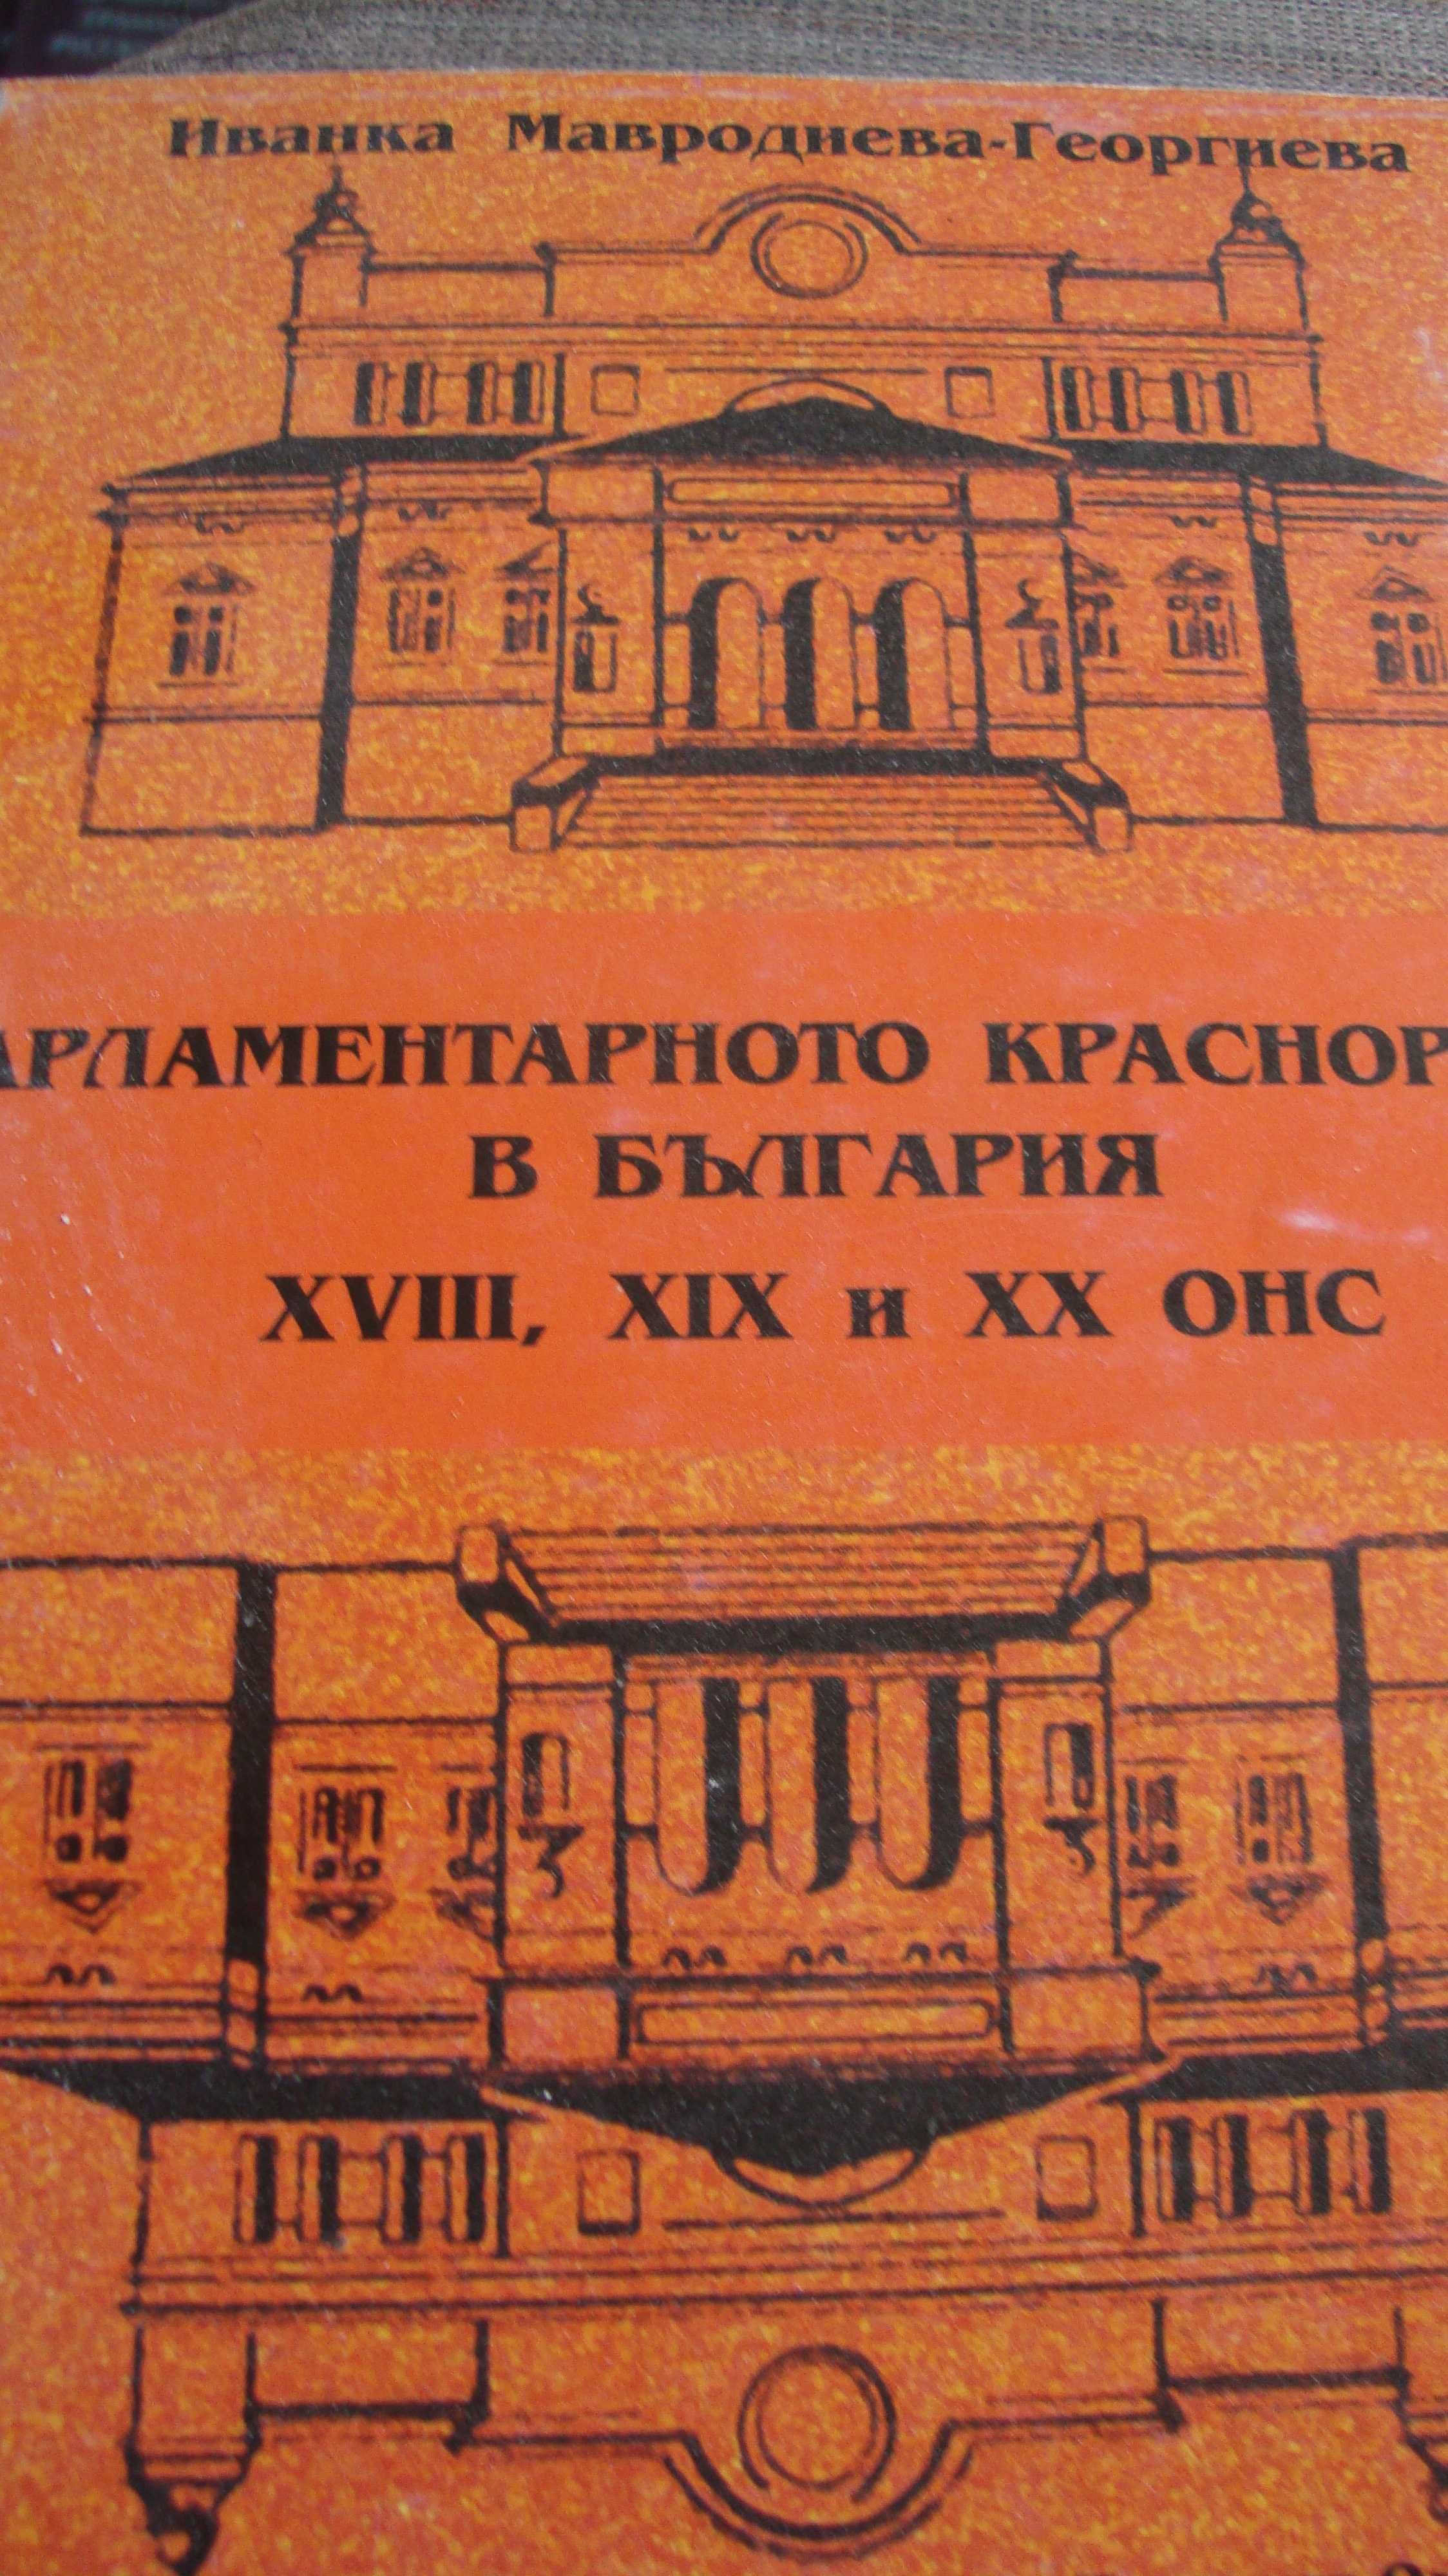 Иванка Мавродиева-Георгиева
АРЛАМЕНТАРНОТО КРАСНОР
В БЪЛГАРИЯ
XVIII, XIX и XX ОНС